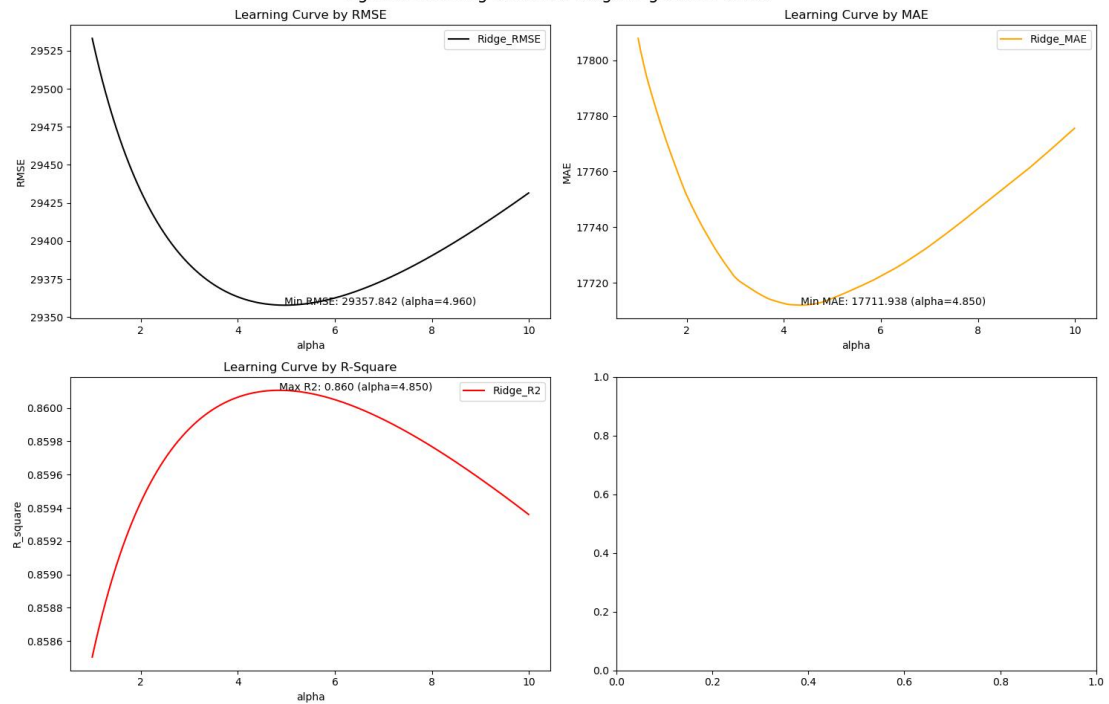 Learning Curve by RMSE
Ridge_RMSE
29525
29500
29475
29450
29425
29400
29375
29350
RMSE
Min RMSE: 29357.842 (alpha=4.960)
2 4 6 8 10
alpha
Learning Curve by MAE
Ridge_MAE
17800
17780
17760
17740
17720
MAE
Min MAE: 17711.938 (alpha=4.850)
2 4 6 8 10
alpha
Learning Curve by R-Square
Max R2: 0.860 (alpha=4.850)
Ridge_R2
0.8600
0.8598
0.8596
0.8594
0.8592
0.8590
0.8588
0.8586
R_square
2 4 6 8 10
alpha
1.0
0.8
0.6
0.4
0.2
0.0
0.0 0.2 0.4 0.6 0.8 1.0